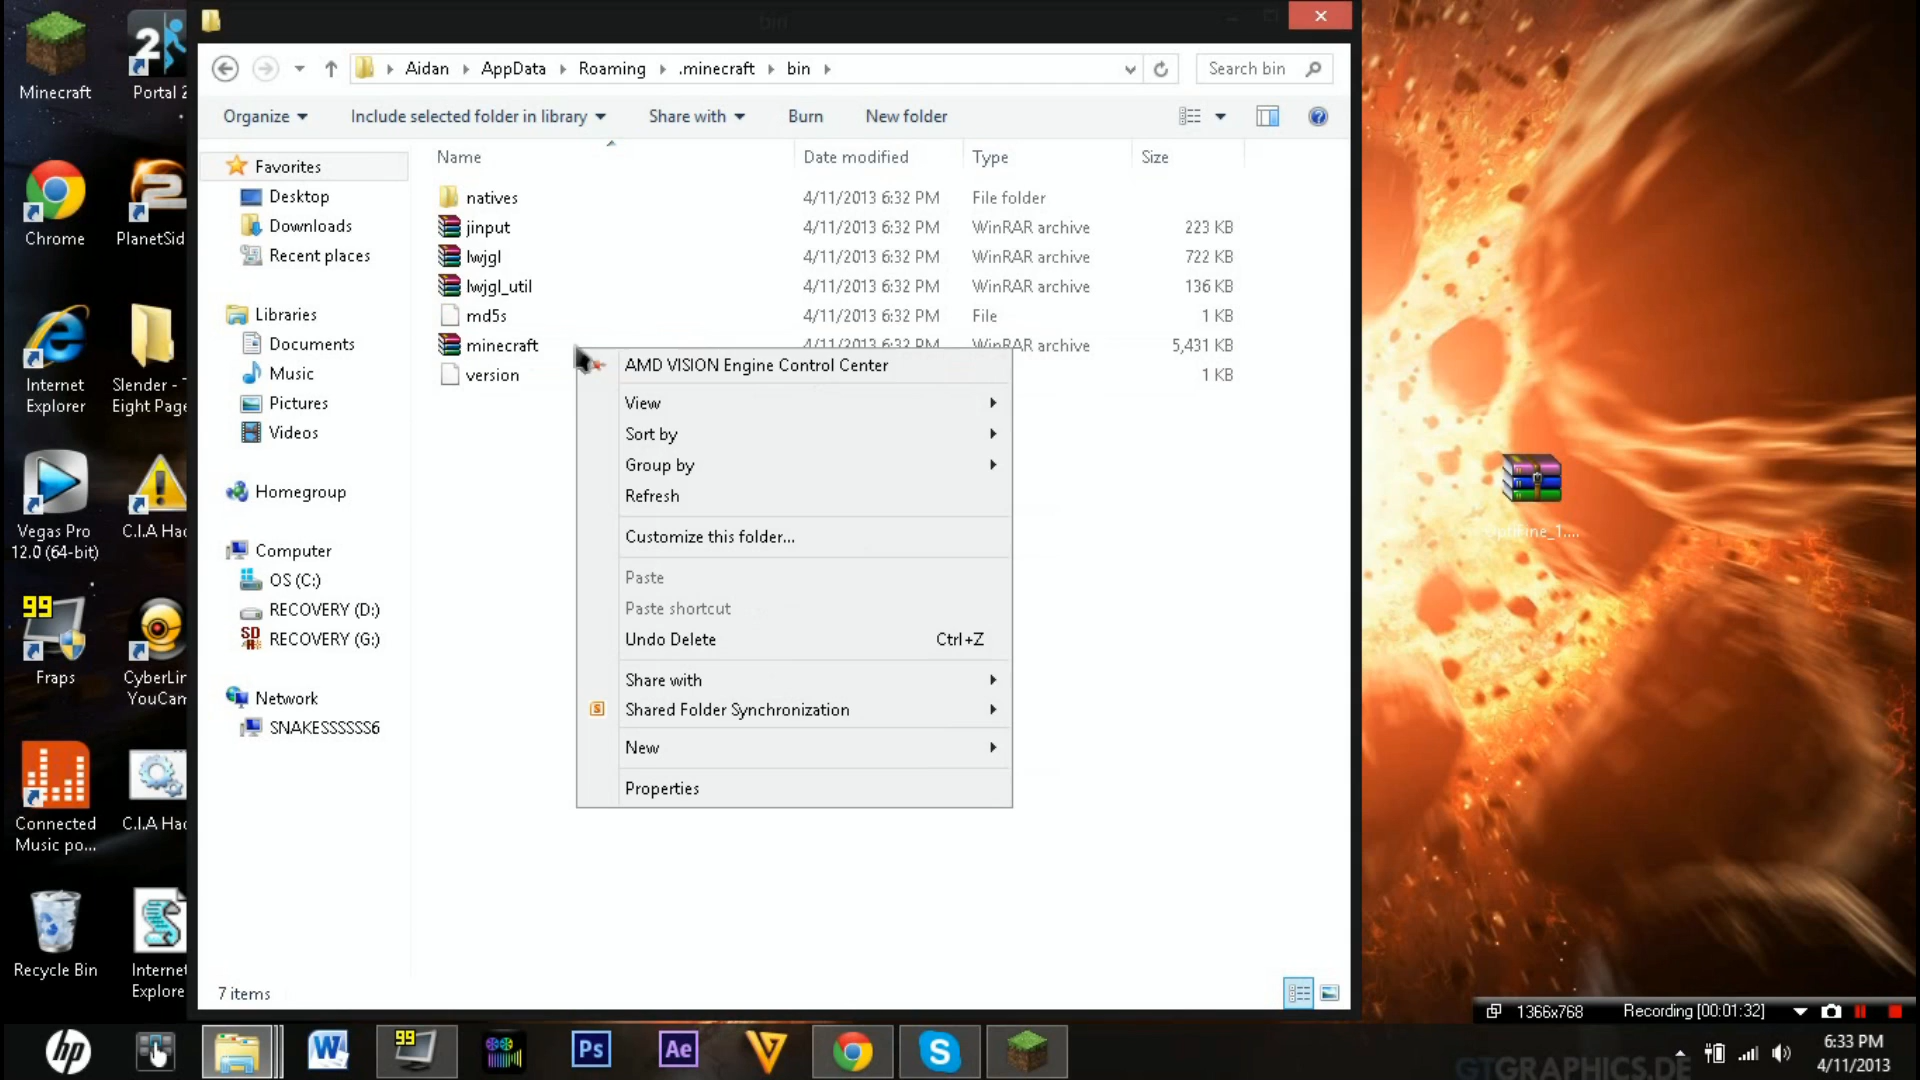 bin
Aidan AppData Roaming .minecraft bin
Search bin
Organize
Include selected folder in library
Share with
Burn
New folder
Name
Date modified
Type
Size
natives 4/11/2013 6:32 PM File folder
jinput 4/11/2013 6:32 PM WinRAR archive 223 KB
lwjgl 4/11/2013 6:32 PM WinRAR archive 722 KB
lwjgl_util 4/11/2013 6:32 PM WinRAR archive 136 KB
md5s 4/11/2013 6:32 PM File 1 KB
minecraft 4/11/2013 6:32 PM WinRAR archive 5,431 KB
version 1 KB
Favorites
Desktop
Downloads
Recent places
Libraries
Documents
Music
Pictures
Videos
Homegroup
Computer
OS (C:)
RECOVERY (D:)
RECOVERY (G:)
Network
SNAKESSSSSS6
AMD VISION Engine Control Center
View
Sort by
Group by
Refresh
Customize this folder...
Paste
Paste shortcut
Undo Delete Ctrl+Z
Share with
Shared Folder Synchronization
New
Properties
7 items
Minecraft
Portal 2
Chrome
PlanetSid
Internet
Explorer
Slender - T
Eight Page
Vegas Pro
12.0 (64-bit)
C.I.A Hac
99
Fraps
CyberLin
YouCam
Connected
Music po...
C.I.A Hac
Recycle Bin
Internet
Explore
1366x768
Recording [00:01:32]
hp
W
99
Ps
Ae
S
6:33 PM
4/11/2013
GTGRAPHICS.DE